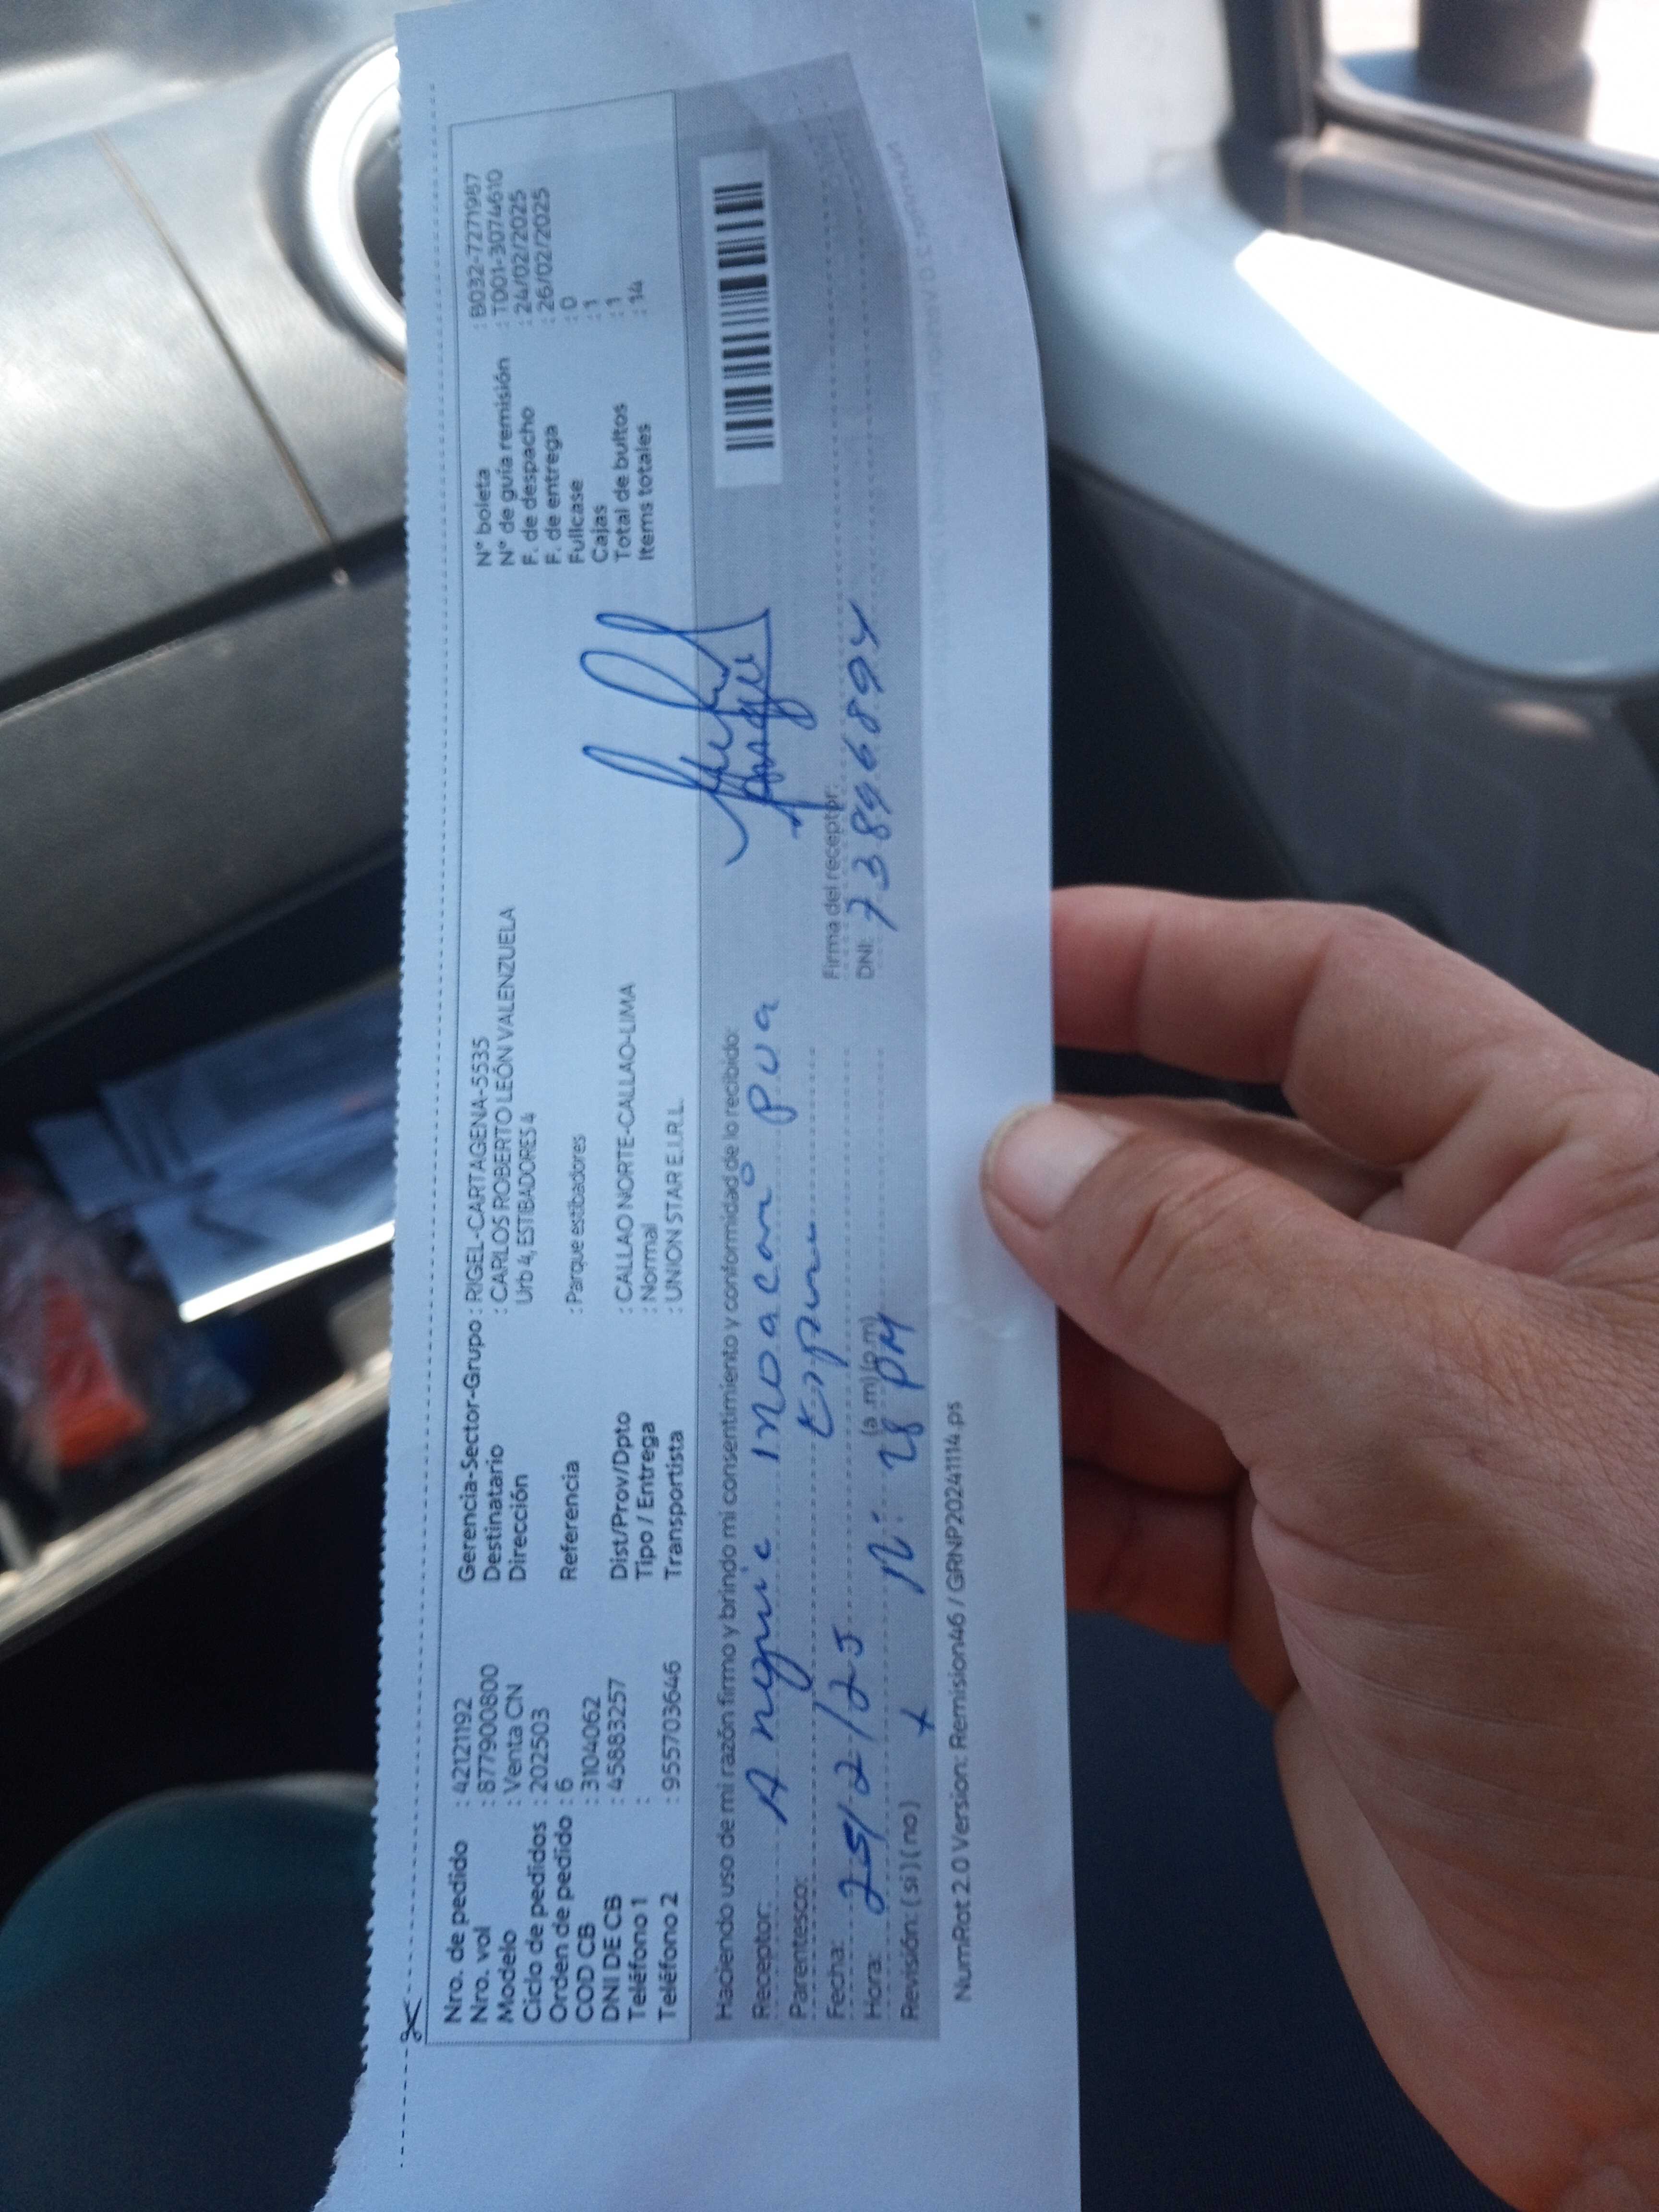 Nro. de pedido : 42121192
Nro. vol : 877900800
Modelo : Venta CN
Ciclo de pedidos : 202503
Orden de pedido : 6
COD CB : 3104062
DNI DE CB : 45883257
Teléfono 1 :
Teléfono 2 : 955703646
Gerencia-Sector-Grupo : RIGEL-CARTAGENA-5535
Destinatario : CARLOS ROBERTO LEÓN VALENZUELA
Dirección Urb 4, ESTIBADORES 4
Referencia : Parque estibadores
Dist/Prov/Dpto : CALLAO NORTE-CALLAO-LIMA
Tipo / Entrega : Normal
Transportista : UNION STAR E.I.R.L.
N° boleta : B032-7271987
N° de guía remisión : T001-3074610
F. de despacho : 24/02/2025
F. de entrega : 26/02/2025
Fullcase : 0
Cajas : 1
Total de bultos : 1
Items totales : 14
Haciendo uso de mi razón firmo y brindo mi consentimiento y conformidad de lo recibido:
Receptor:
Parentesco:
Fecha: 25/2/25
Hora: 28 PM (a.m) (p.m)
Revisión: ( si ) ( no )
Firma del receptor:
DNI: 73896894
NumRot 2.0 Version: Remision46 / GRNP20241114.ps